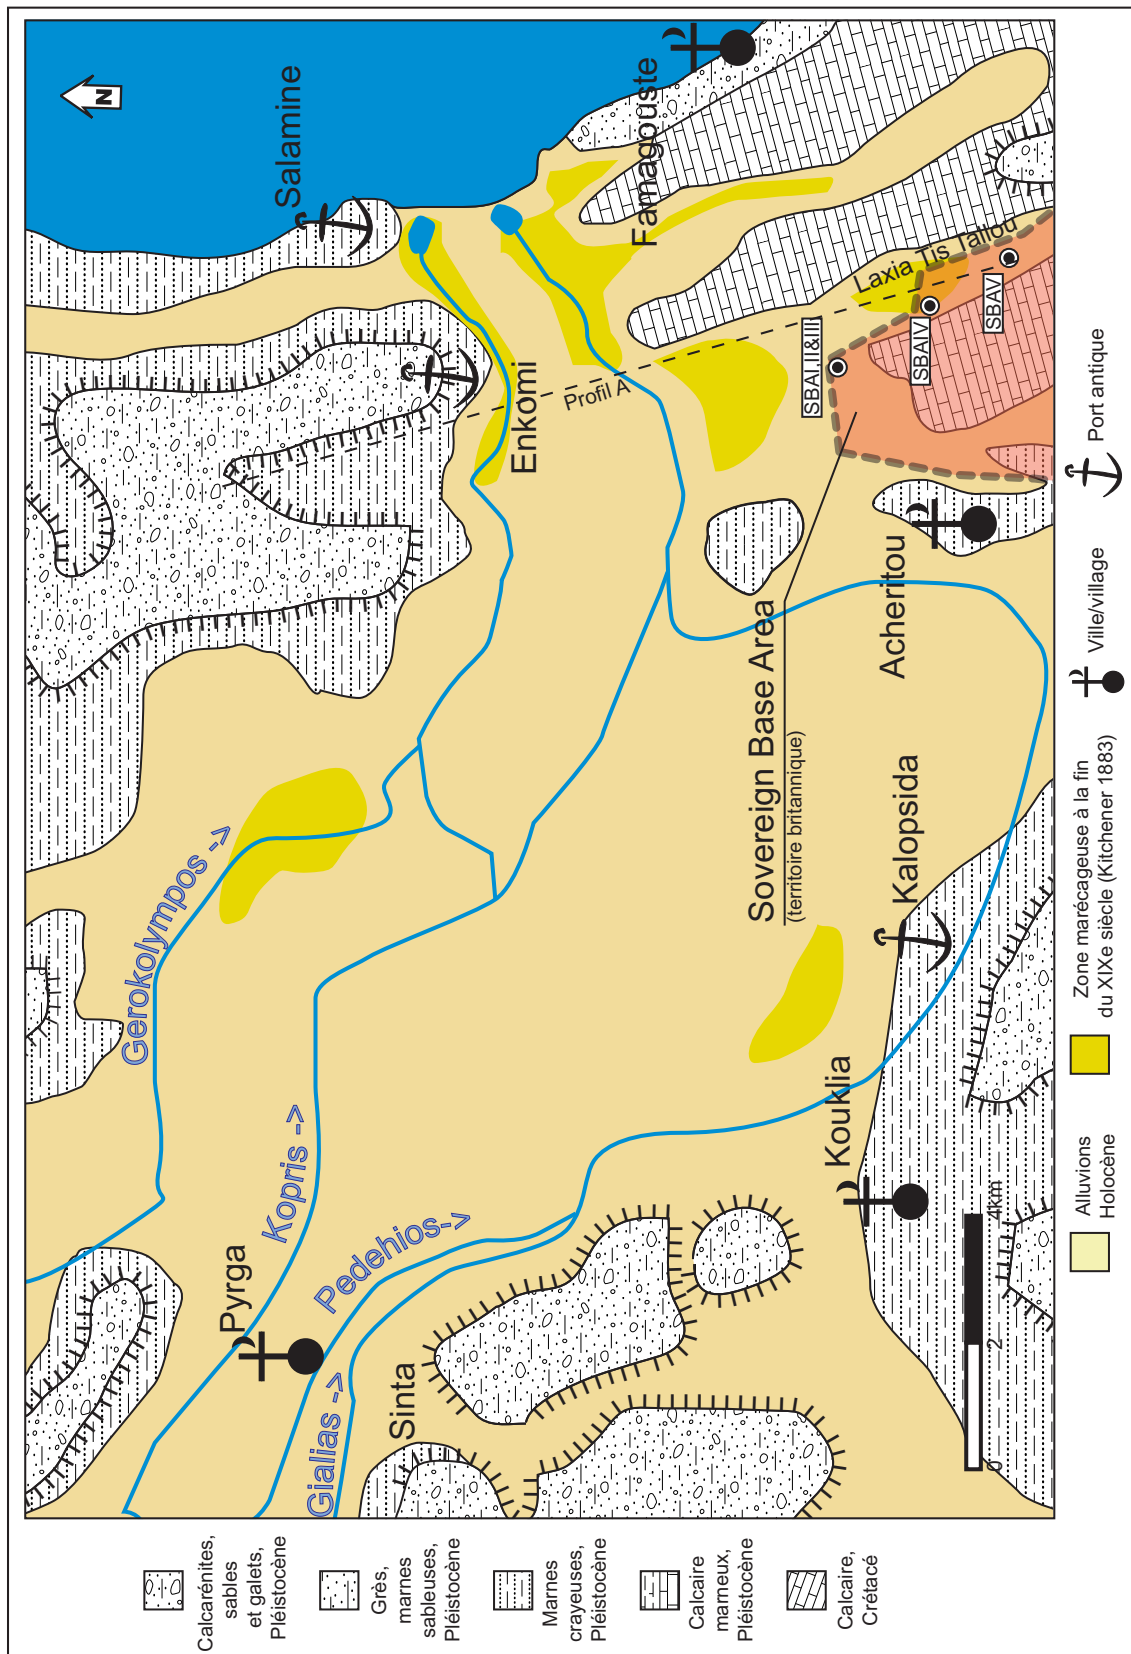 N
Salamine
Famagouste
Enkomi
Profil A
Laxia Tis Tallou
SBAI,II&III
SBAIV
SBAV
Gerokolympos ->
Kopris ->
Pedehios->
Gialias ->
Pyrga
Sinta
Sovereign Base Area
(territoire britannique)
Acheritou
Kalopsida
Kouklia
0
2
4km
Calcarénites,
sables
et galets,
Pléistocène
Grès,
marnes
sableuses,
Pléistocène
Marnes
crayeuses,
Pléistocène
Calcaire
marneux,
Pléistocène
Calcaire,
Crétacé
Alluvions
Holocène
Zone marécageuse à la fin
du XIXe siècle (Kitchener 1883)
Ville/village
Port antique